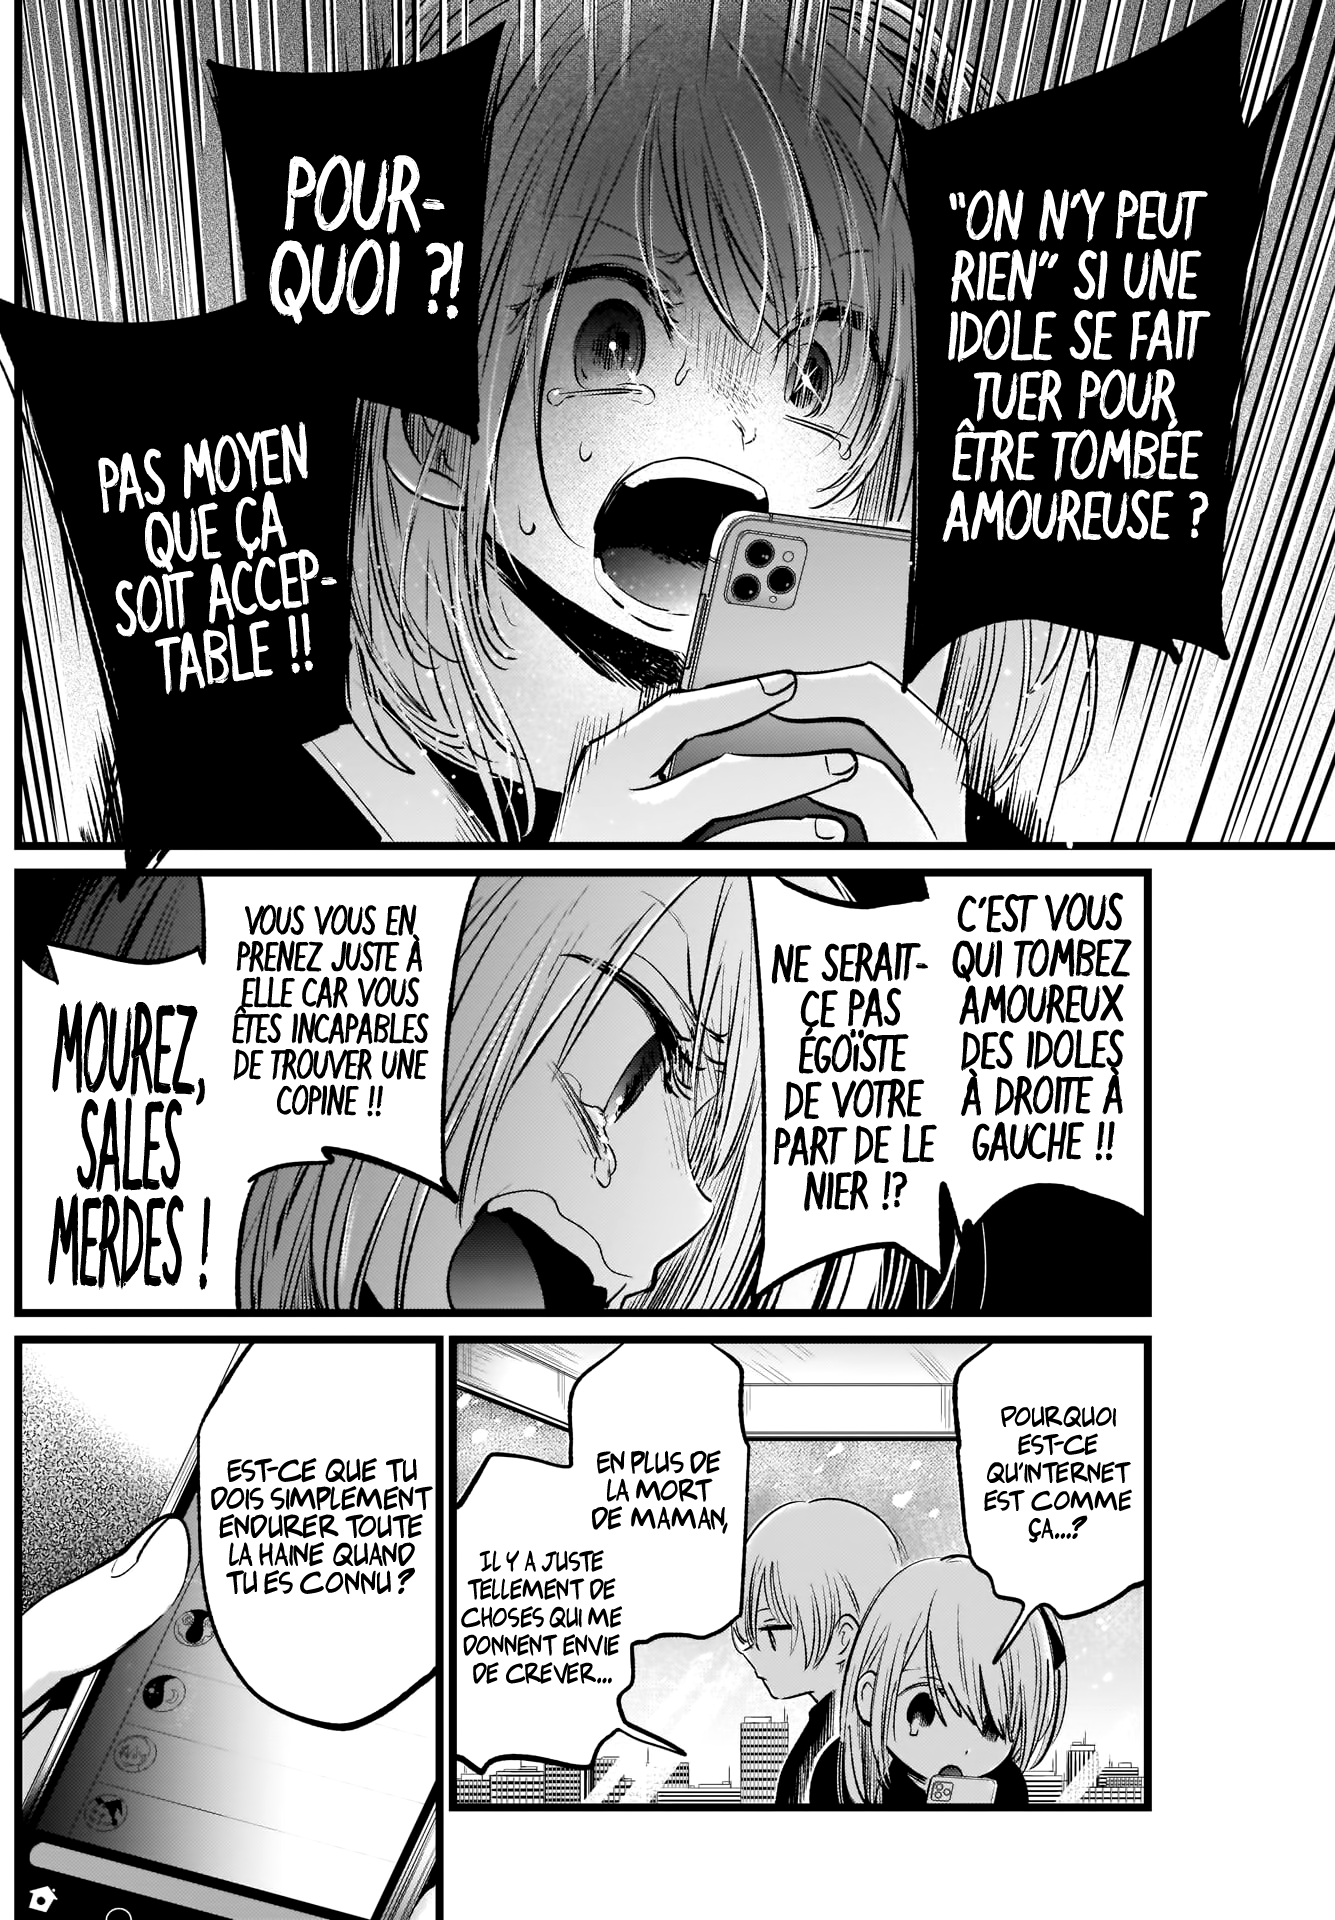 “ON N'Y PEUT
RIEN” SI UNE
IDOLE SE FAIT
TUER POUR
ÊTRE TOMBÉE
AMOUREUSE ?
POUR-
QUOI ?!
PAS MOYEN
QUE ÇA
SOIT ACCEP-
TABLE !!
C'EST VOUS
QUI TOMBEZ
AMOUREUX
DES IDOLES
À DROITE À
GAUCHE !!
NE SERAIT-
CE PAS
ÉGOÏSTE
DE VOTRE
PART DE LE
NIER !?
VOUS VOUS EN
PRENEZ JUSTE À
ELLE CAR VOUS
ÊTES INCAPABLES
DE TROUVER UNE
COPINE !!
MOUREZ,
SALES
MERDES !
POURQUOI
EST-CE
QU'INTERNET
EST COMME
ÇA...?
EN PLUS DE
LA MORT
DE MAMAN,
IL Y A JUSTE
TELLEMENT DE
CHOSES QUI ME
DONNENT ENVIE
DE CREVER...
EST-CE QUE TU
DOIS SIMPLEMENT
ENDURER TOUTE
LA HAINE QUAND
TU ES CONNU ?